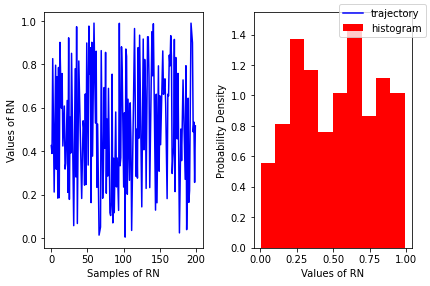 trajectory
histogram
Values of RN
1.0
0.8
0.6
0.4
0.2
0.0
0 50 100 150 200
Samples of RN
Probability Density
1.4
1.2
1.0
0.8
0.6
0.4
0.2
0.0
0.00 0.25 0.50 0.75 1.00
Values of RN